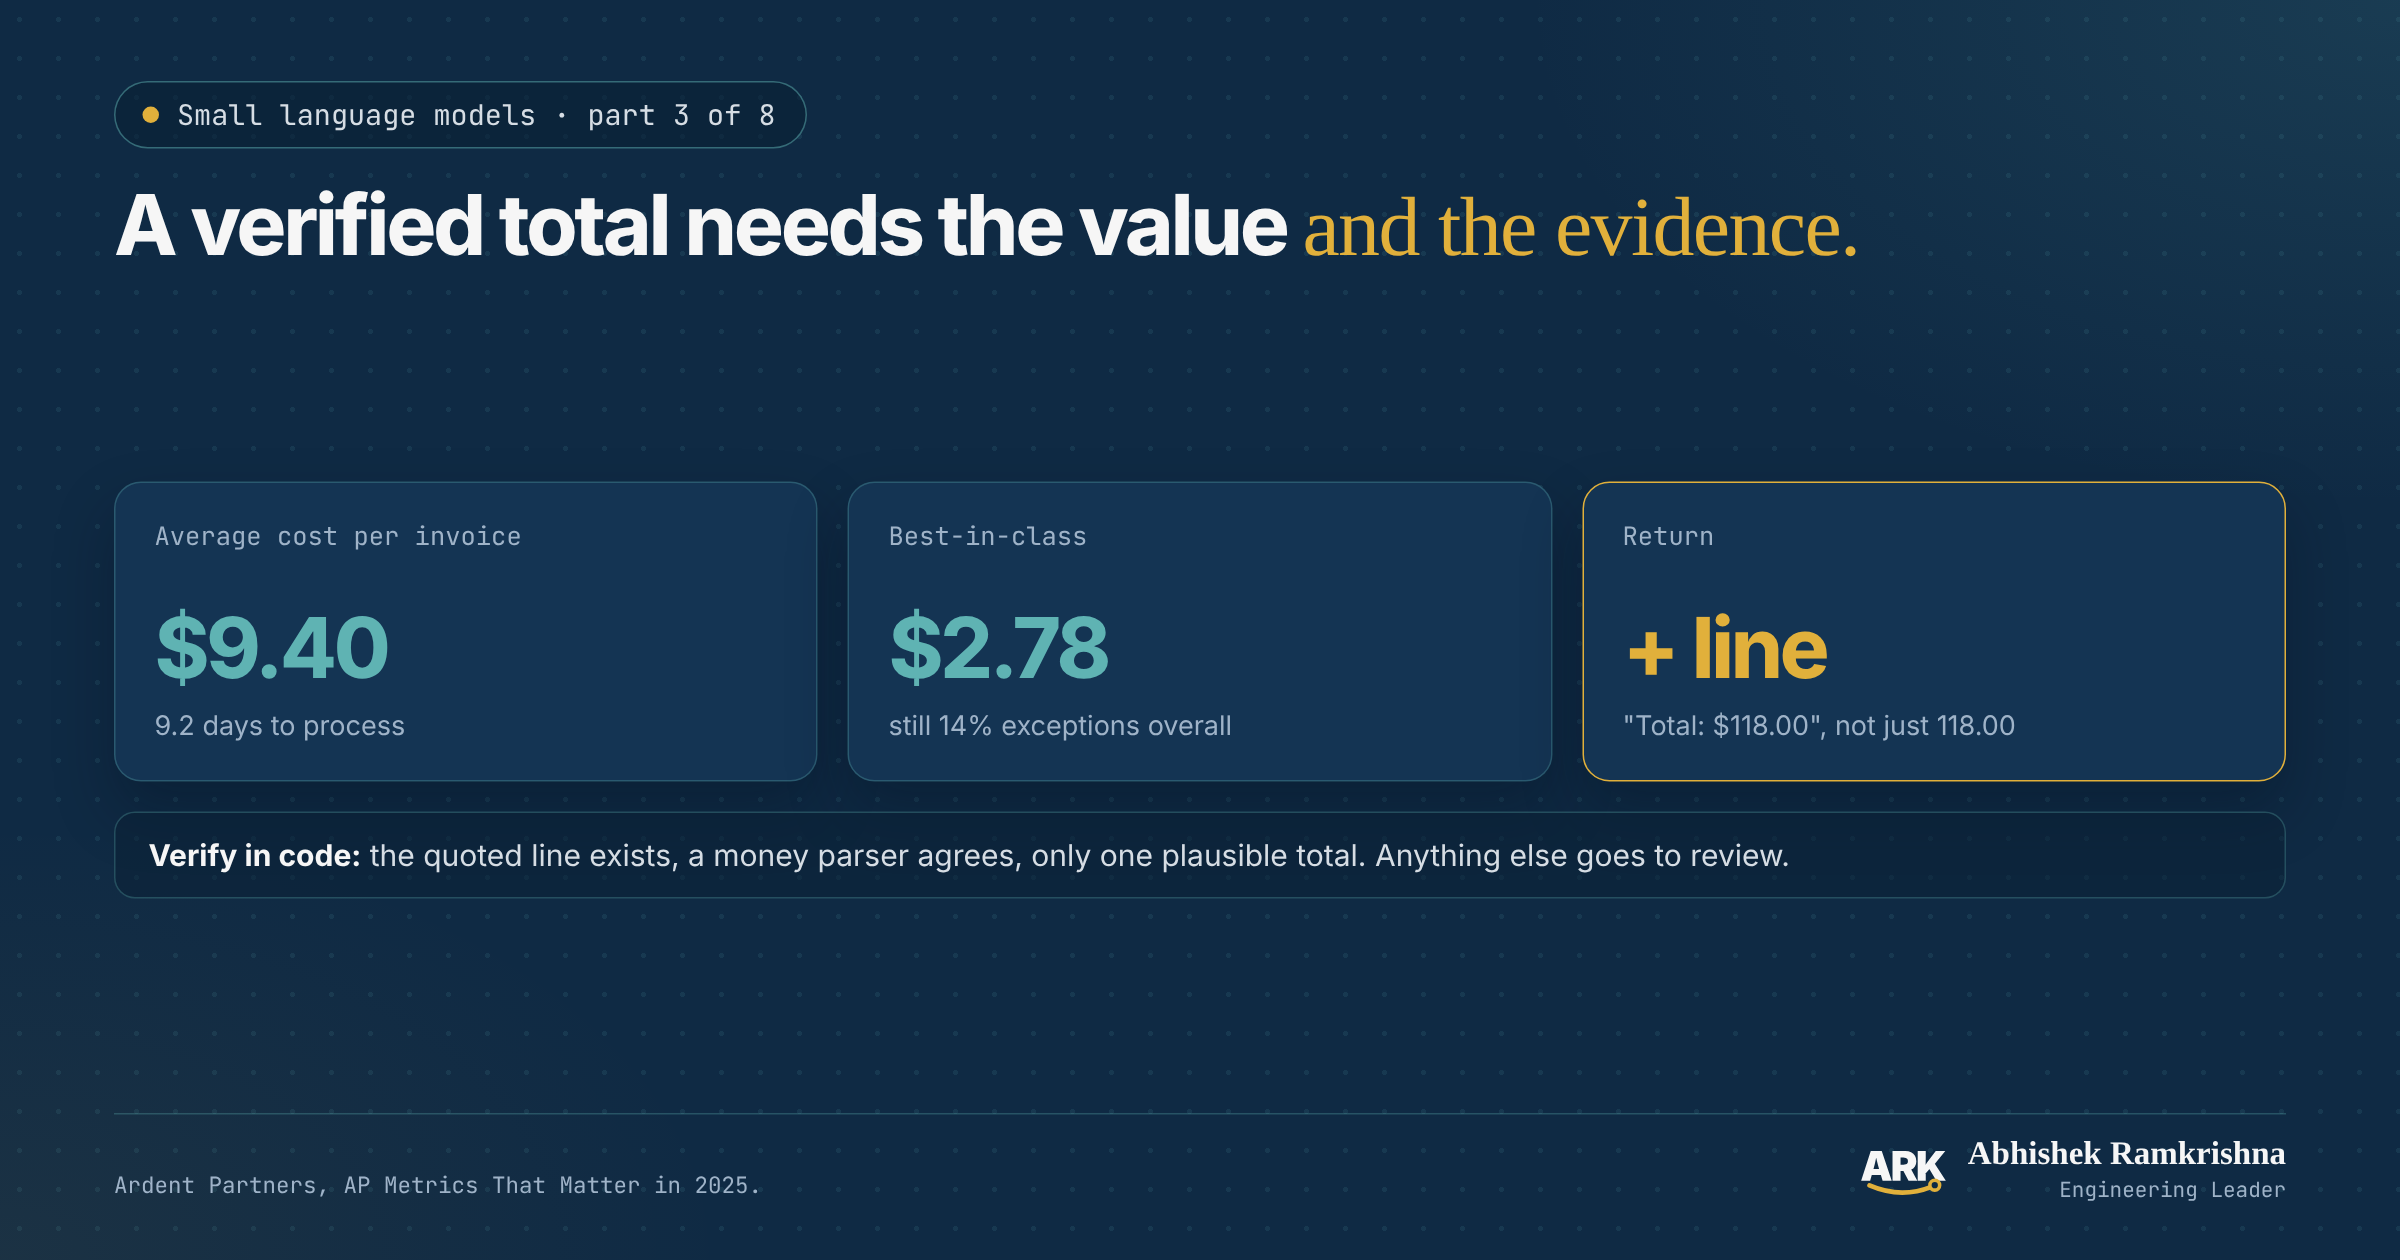 Small language models · part 3 of 8
A verified total needs the value and the evidence.
Average cost per invoice
$9.40
9.2 days to process
Best-in-class
$2.78
still 14% exceptions overall
Return
+ line
"Total: $118.00", not just 118.00
Verify in code: the quoted line exists, a money parser agrees, only one plausible total. Anything else goes to review.
Ardent Partners, AP Metrics That Matter in 2025.
ARK
Abhishek Ramkrishna
Engineering Leader